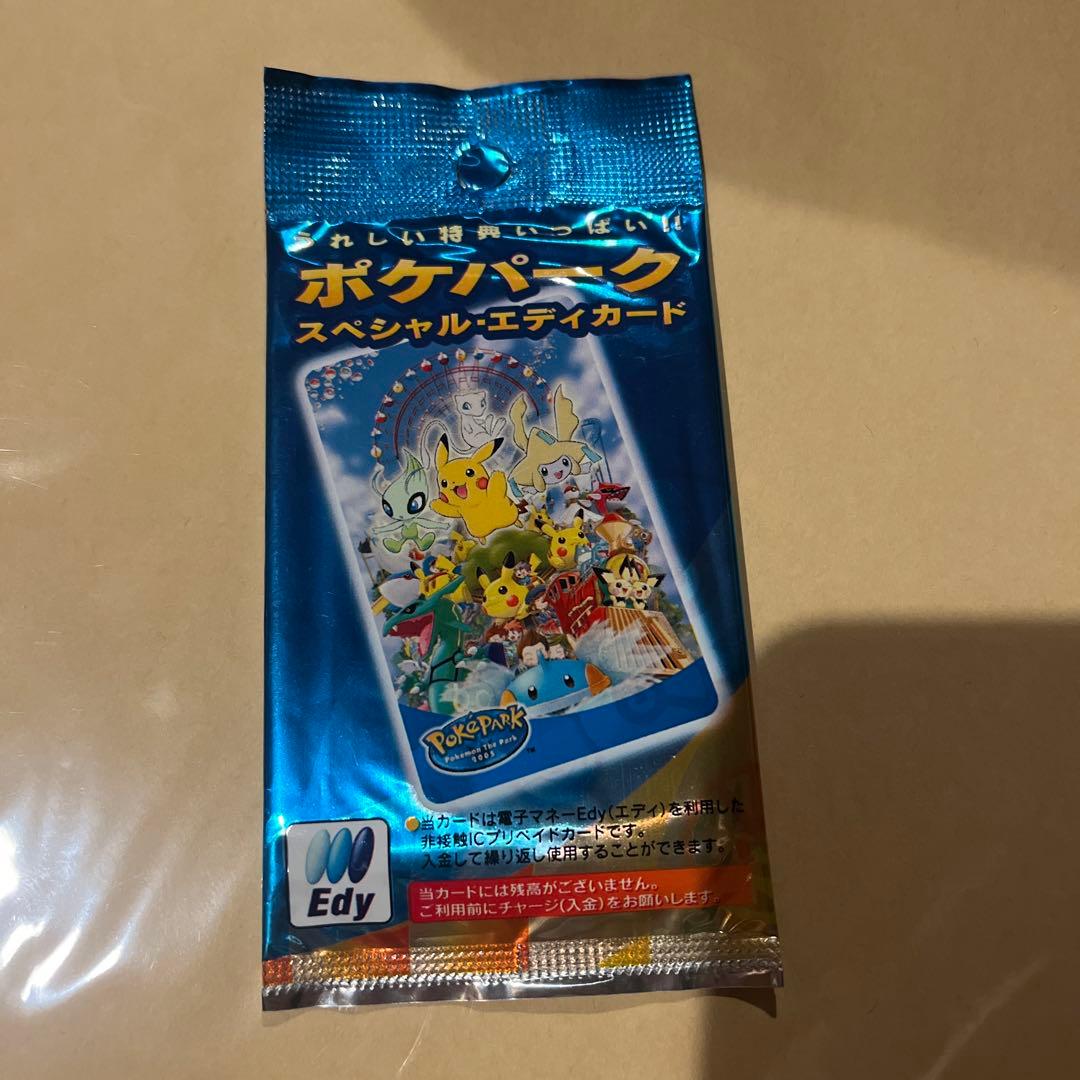 うれしい特典いっぱい!!
ポケパーク
スペシャル・エディカード
POKéPARK
Pokemon The Park
2005
TM
●当カードは電子マネーEdy(エディ)を利用した
非接触ICプリペイドカードです。
入金して繰り返し使用することができます。
Edy
当カードには残高がございません。
ご利用前にチャージ(入金)をお願いします。